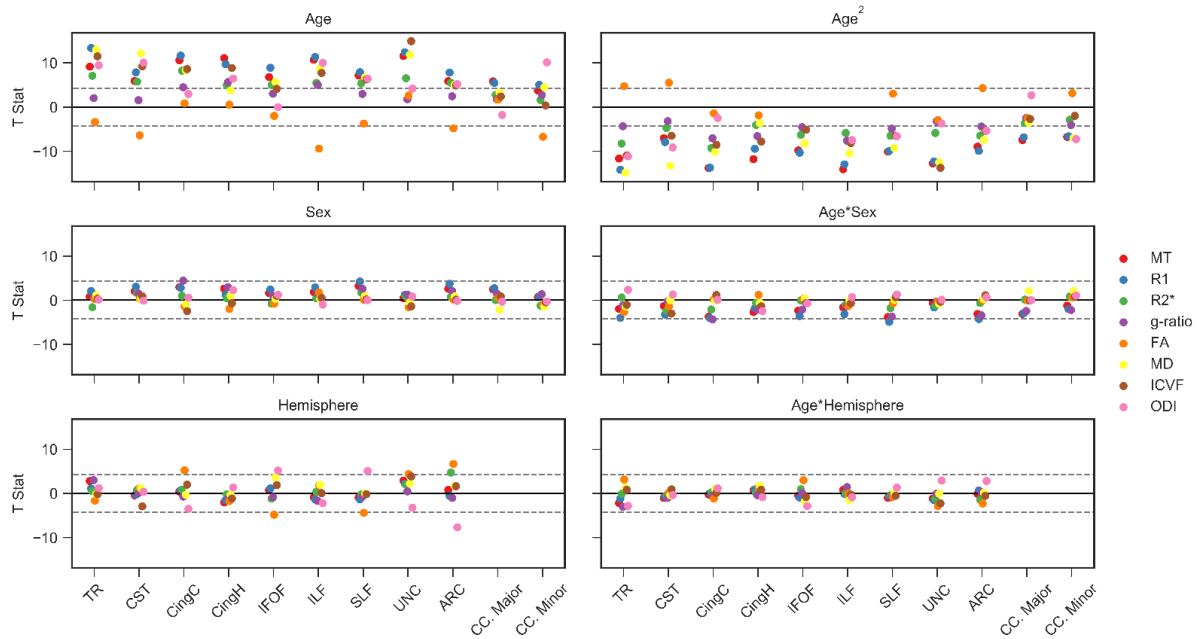 Age
Age²
T Stat
10
0
−10
Sex
Age*Sex
T Stat
10
0
−10
MT
R1
R2*
g-ratio
FA
MD
ICVF
ODI
Hemisphere
Age*Hemisphere
T Stat
10
0
−10
TR
CST
CingC
CingH
IFOF
ILF
SLF
UNC
ARC
CC. Major
CC. Minor
TR
CST
CingC
CingH
IFOF
ILF
SLF
UNC
ARC
CC. Major
CC. Minor